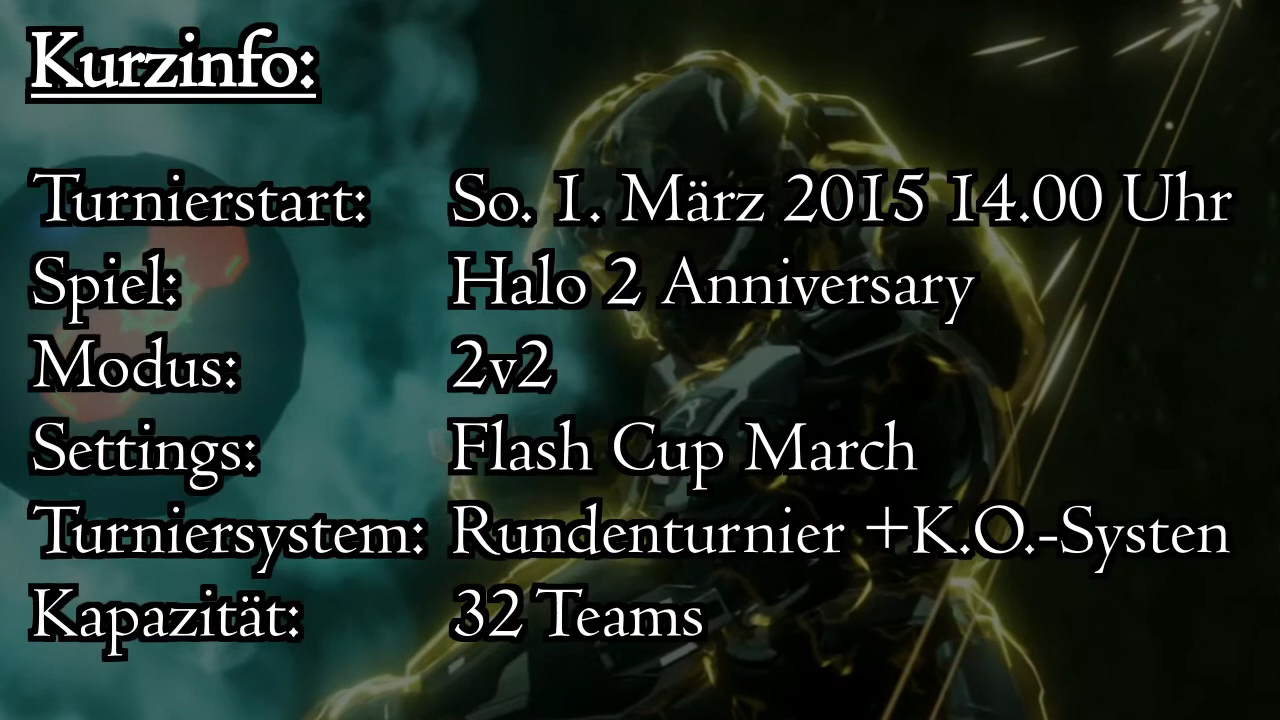 Kurzinfo:
Turnierstart: So. 1. März 2015 14.00 Uhr
Spiel: Halo 2 Anniversary
Modus: 2v2
Settings: Flash Cup March
Turniersystem: Rundenturnier +K.O.-Systen
Kapazität: 32 Teams